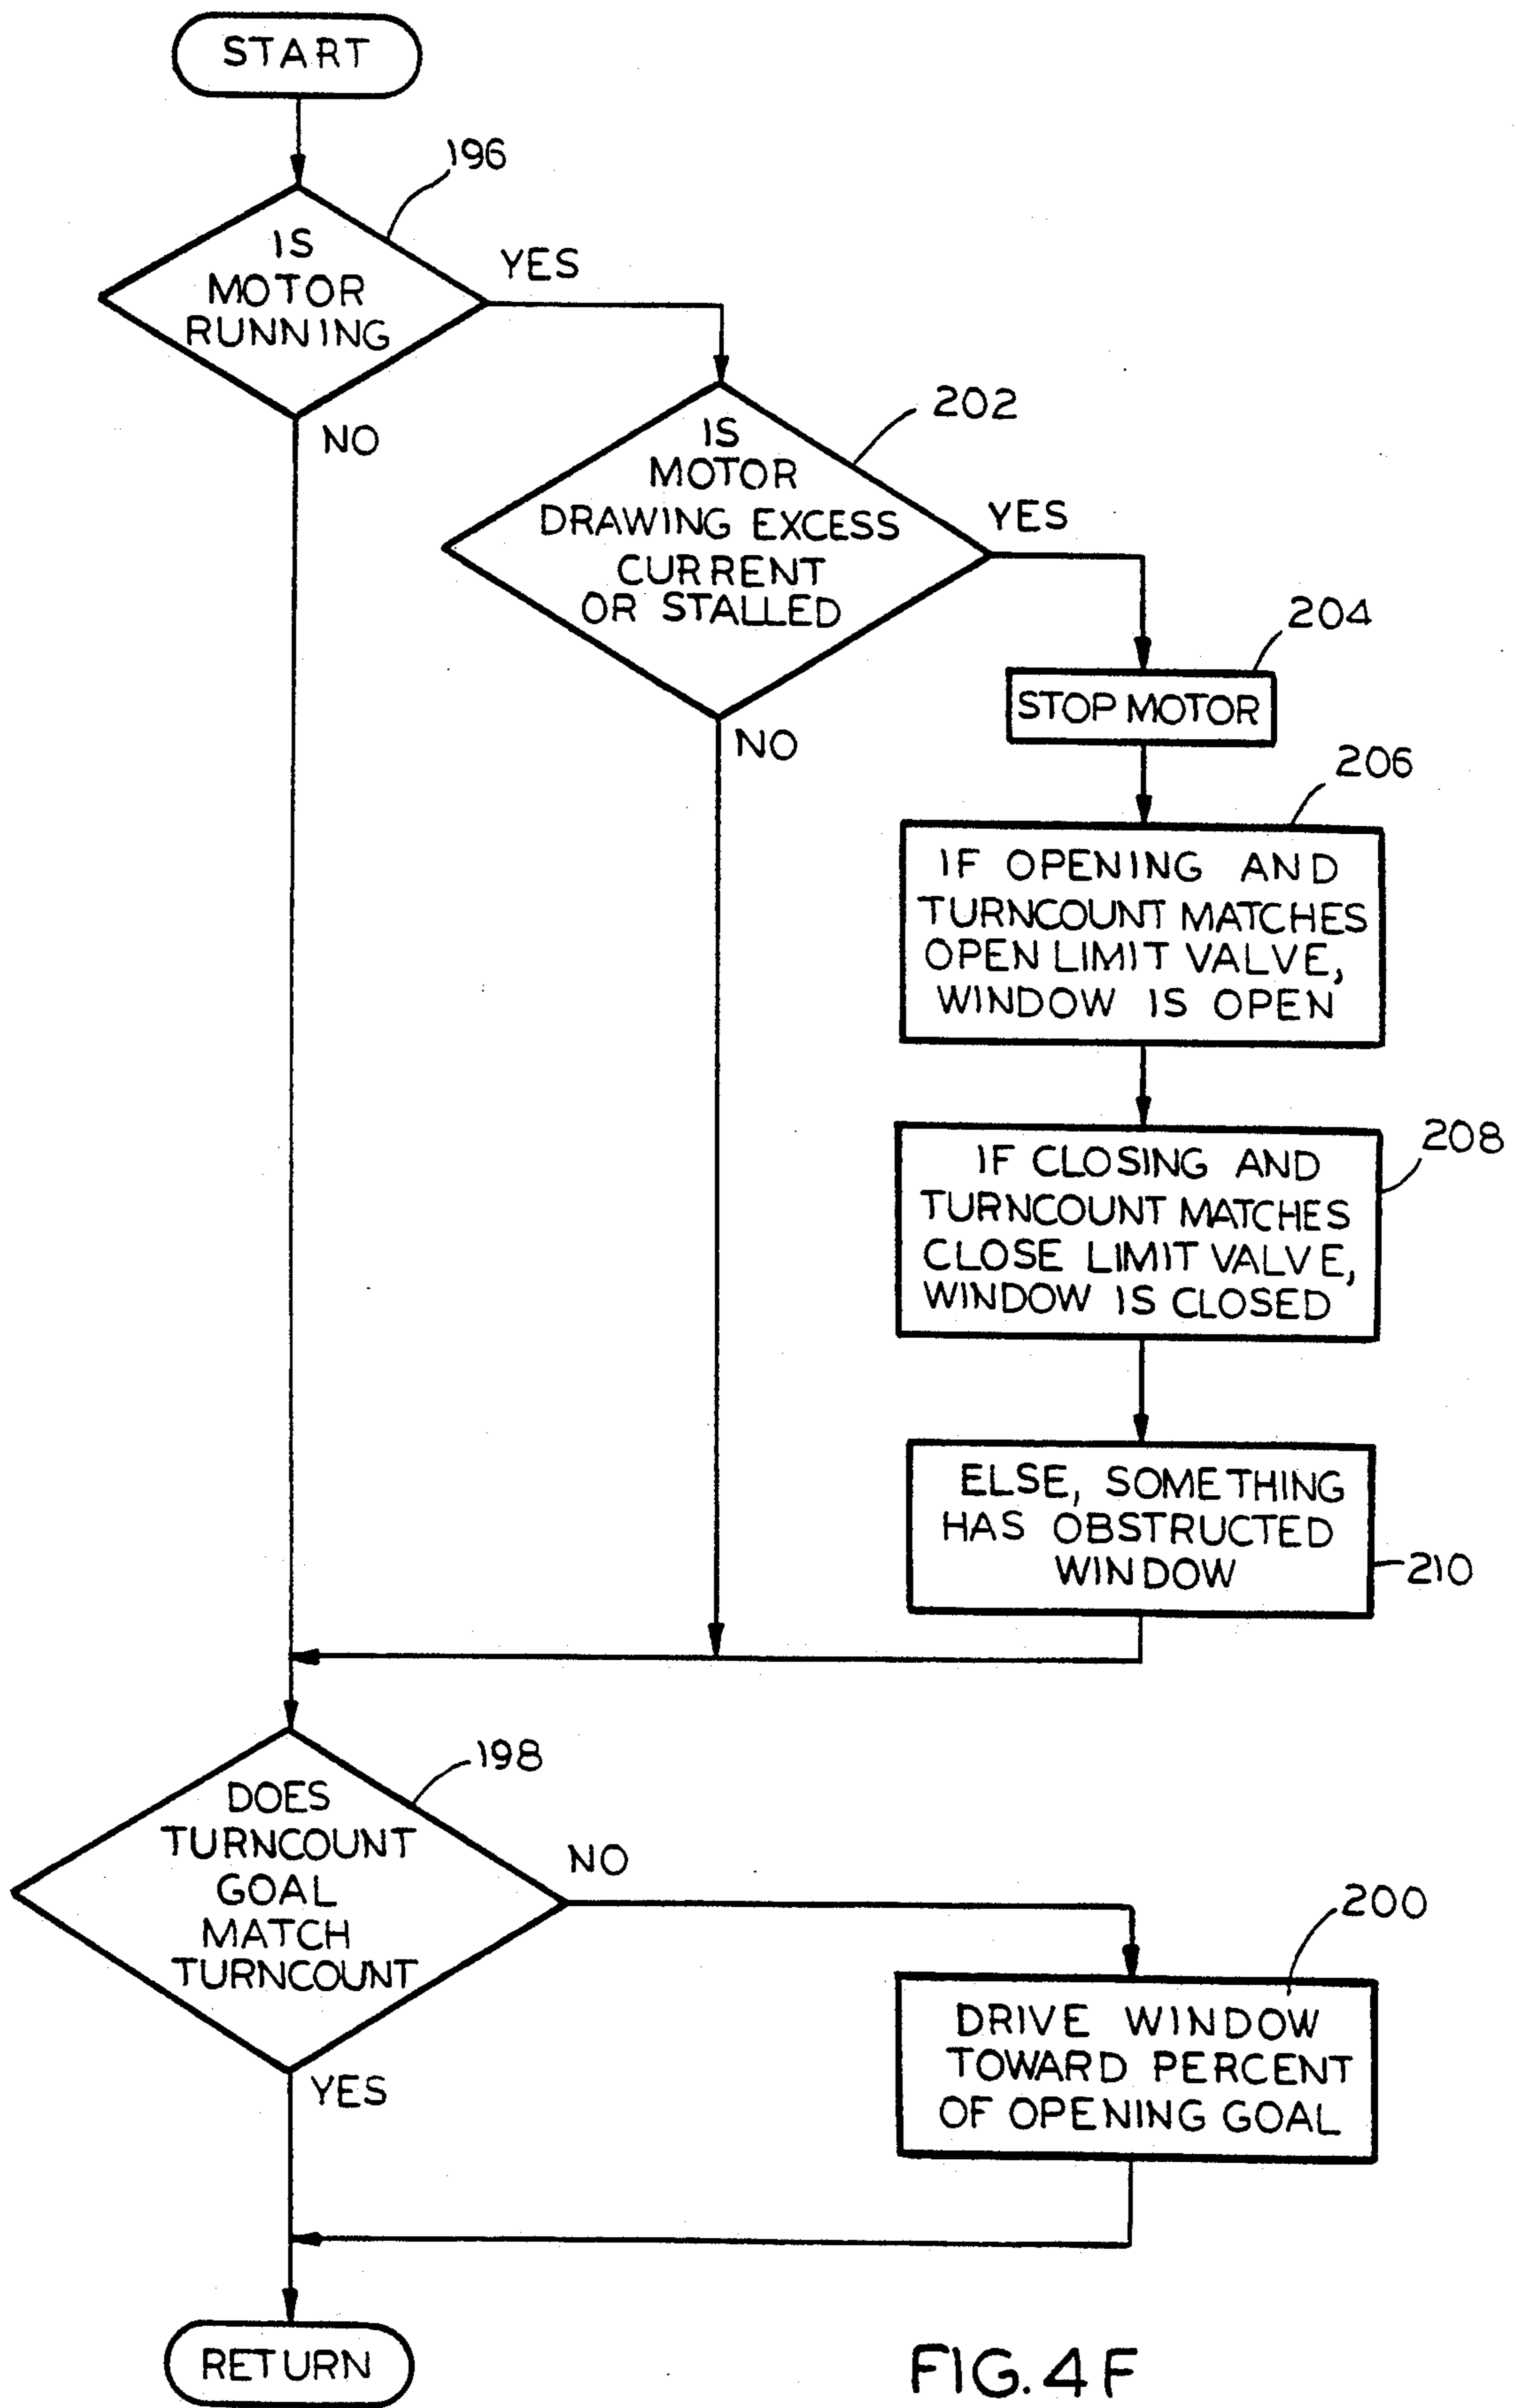 START
196
IS
MOTOR
RUNNING
YES
NO
202
IS
MOTOR
DRAWING EXCESS
CURRENT
OR STALLED
YES
NO
204
STOP MOTOR
206
IF OPENING AND
TURNCOUNT MATCHES
OPEN LIMIT VALVE,
WINDOW IS OPEN
208
IF CLOSING AND
TURNCOUNT MATCHES
CLOSE LIMIT VALVE,
WINDOW IS CLOSED
ELSE, SOMETHING
HAS OBSTRUCTED
WINDOW
210
198
DOES
TURNCOUNT
GOAL
MATCH
TURNCOUNT
NO
YES
200
DRIVE WINDOW
TOWARD PERCENT
OF OPENING GOAL
RETURN
FIG. 4F